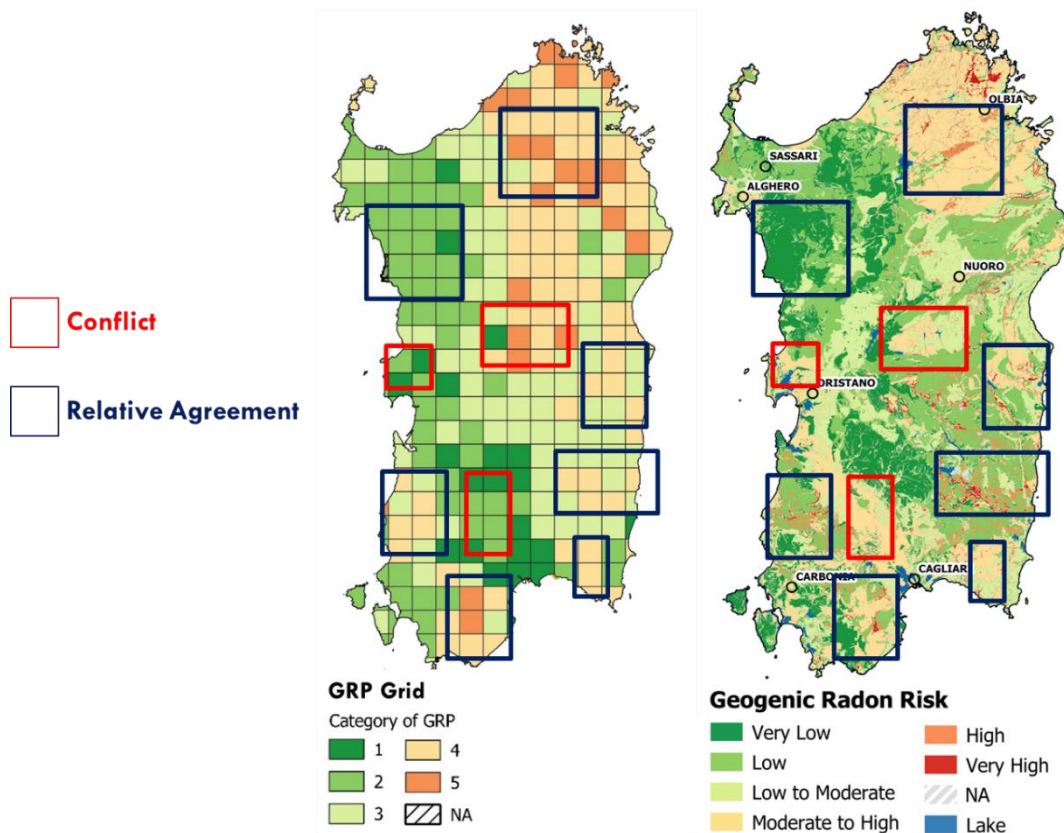 Conflict
Relative Agreement
GRP Grid
Category of GRP
1
2
3
4
5
NA
OLBIA
SASSARI
ALGHERO
NUORO
ORISTANO
CARBONIA
CAGLIAR
Geogenic Radon Risk
Very Low
Low
Low to Moderate
Moderate to High
High
Very High
NA
Lake